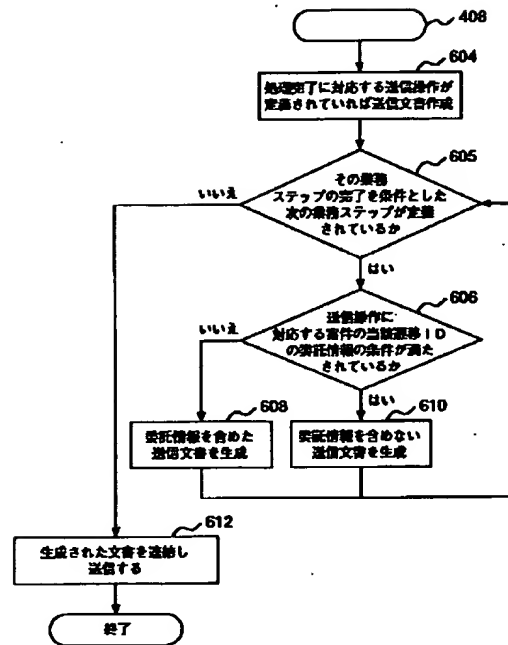 408
604
処理完了に対応する送信操作が
定義されていれば送信文書作成
605
その業務
ステップの完了を条件とした
次の業務ステップが定義
されているか
いいえ
はい
606
送信操作に
対応する案件の当該遷移ID
の委託情報の条件が満た
されているか
いいえ
はい
608
委託情報を含めた
送信文書を生成
610
委託情報を含めない
送信文書を生成
612
生成された文書を連結し
送信する
終了